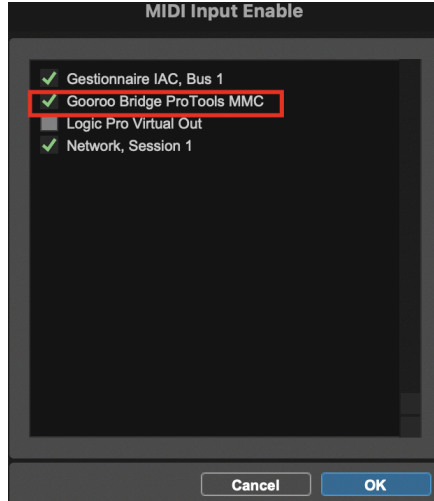 MIDI Input Enable
Gestionnaire IAC, Bus 1
Gooroo Bridge ProTools MMC
Logic Pro Virtual Out
Network, Session 1
Cancel OK